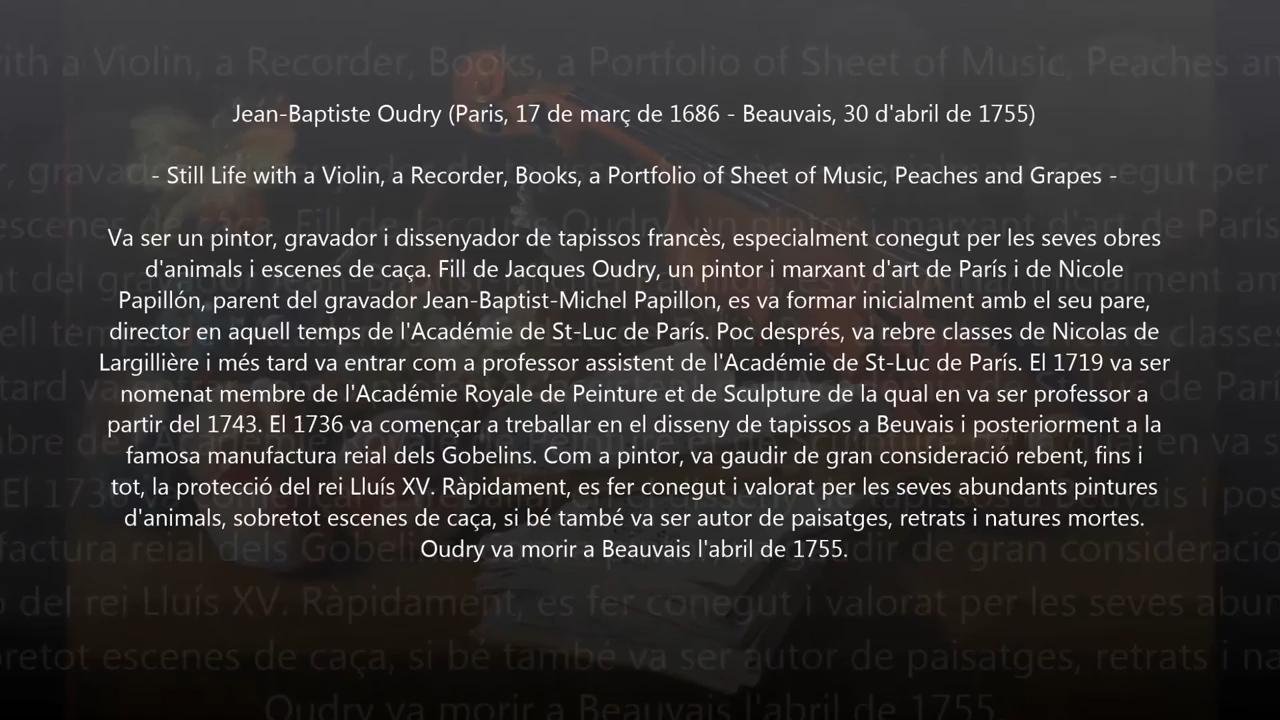 Jean-Baptiste Oudry (Paris, 17 de març de 1686 - Beauvais, 30 d'abril de 1755)
- Still Life with a Violin, a Recorder, Books, a Portfolio of Sheet of Music, Peaches and Grapes -
Va ser un pintor, gravador i dissenyador de tapissos francès, especialment conegut per les seves obres
d'animals i escenes de caça. Fill de Jacques Oudry, un pintor i marxant d'art de París i de Nicole
Papillón, parent del gravador Jean-Baptist-Michel Papillon, es va formar inicialment amb el seu pare,
director en aquell temps de l'Académie de St-Luc de París. Poc després, va rebre classes de Nicolas de
Largillière i més tard va entrar com a professor assistent de l'Académie de St-Luc de París. El 1719 va ser
nomenat membre de l'Académie Royale de Peinture et de Sculpture de la qual en va ser professor a
partir del 1743. El 1736 va començar a treballar en el disseny de tapissos a Beuvais i posteriorment a la
famosa manufactura reial dels Gobelins. Com a pintor, va gaudir de gran consideració rebent, fins i
tot, la protecció del rei Lluís XV. Ràpidament, es fer conegut i valorat per les seves abundants pintures
d'animals, sobretot escenes de caça, si bé també va ser autor de paisatges, retrats i natures mortes.
Oudry va morir a Beauvais l'abril de 1755.